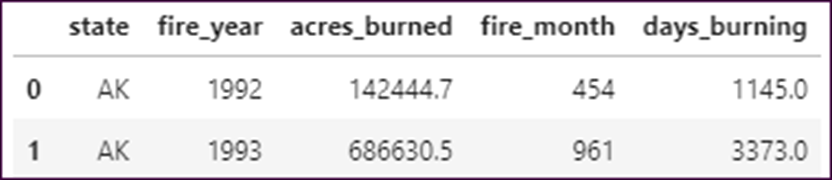 state fire_year acres_burned fire_month days_burning
0 AK 1992 142444.7 454 1145.0
1 AK 1993 686630.5 961 3373.0